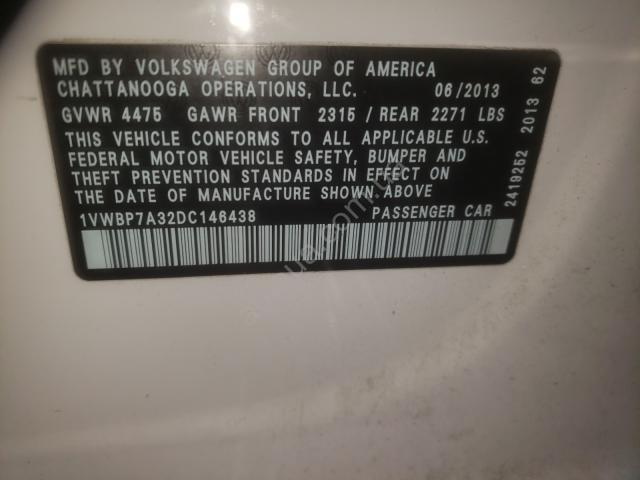 MFD BY VOLKSWAGEN GROUP OF AMERICA
CHATTANOOGA OPERATIONS, LLC. 06/2013
GVWR 4475 GAWR FRONT 2315 / REAR 2271 LBS
THIS VEHICLE CONFORMS TO ALL APPLICABLE U.S.
FEDERAL MOTOR VEHICLE SAFETY, BUMPER AND
THEFT PREVENTION STANDARDS IN EFFECT ON
THE DATE OF MANUFACTURE SHOWN ABOVE
1VWBP7A32DC146438 PASSENGER CAR
2419252 2013 62